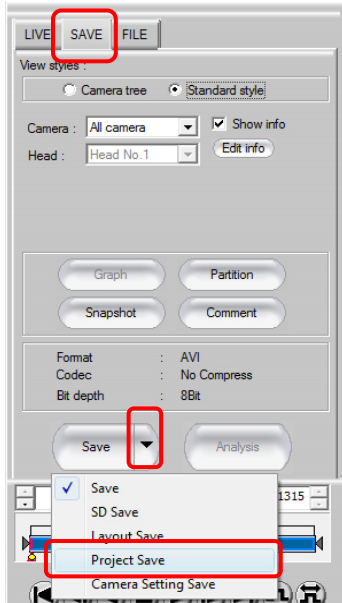 LIVE SAVE FILE
View styles :
Camera tree Standard style
Camera : All camera Show info
Head : Head No.1 Edit info
Graph Partition
Snapshot Comment
Format : AVI
Codec : No Compress
Bit depth : 8Bit
Save Analysis
Save
1315
SD Save
Layout Save
Project Save
Camera Setting Save